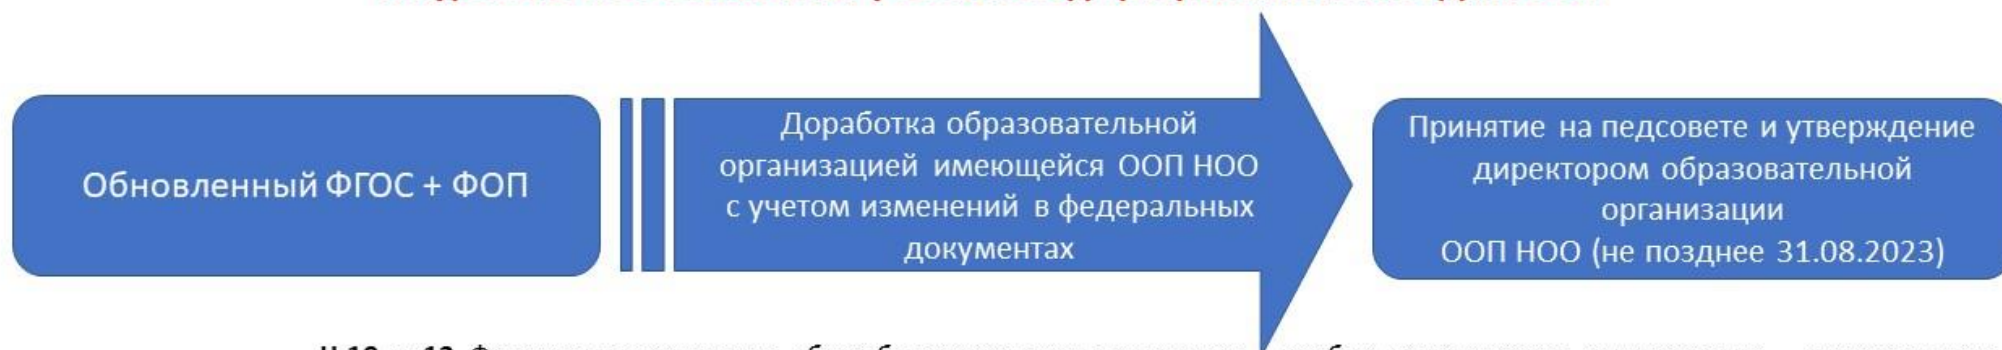 Обновленный ФГОС + ФОП
Доработка образовательной
организацией имеющейся ООП НОО
с учетом изменений в федеральных
документах
Принятие на педсовете и утверждение
директором образовательной
организации
ООП НОО (не позднее 31.08.2023)